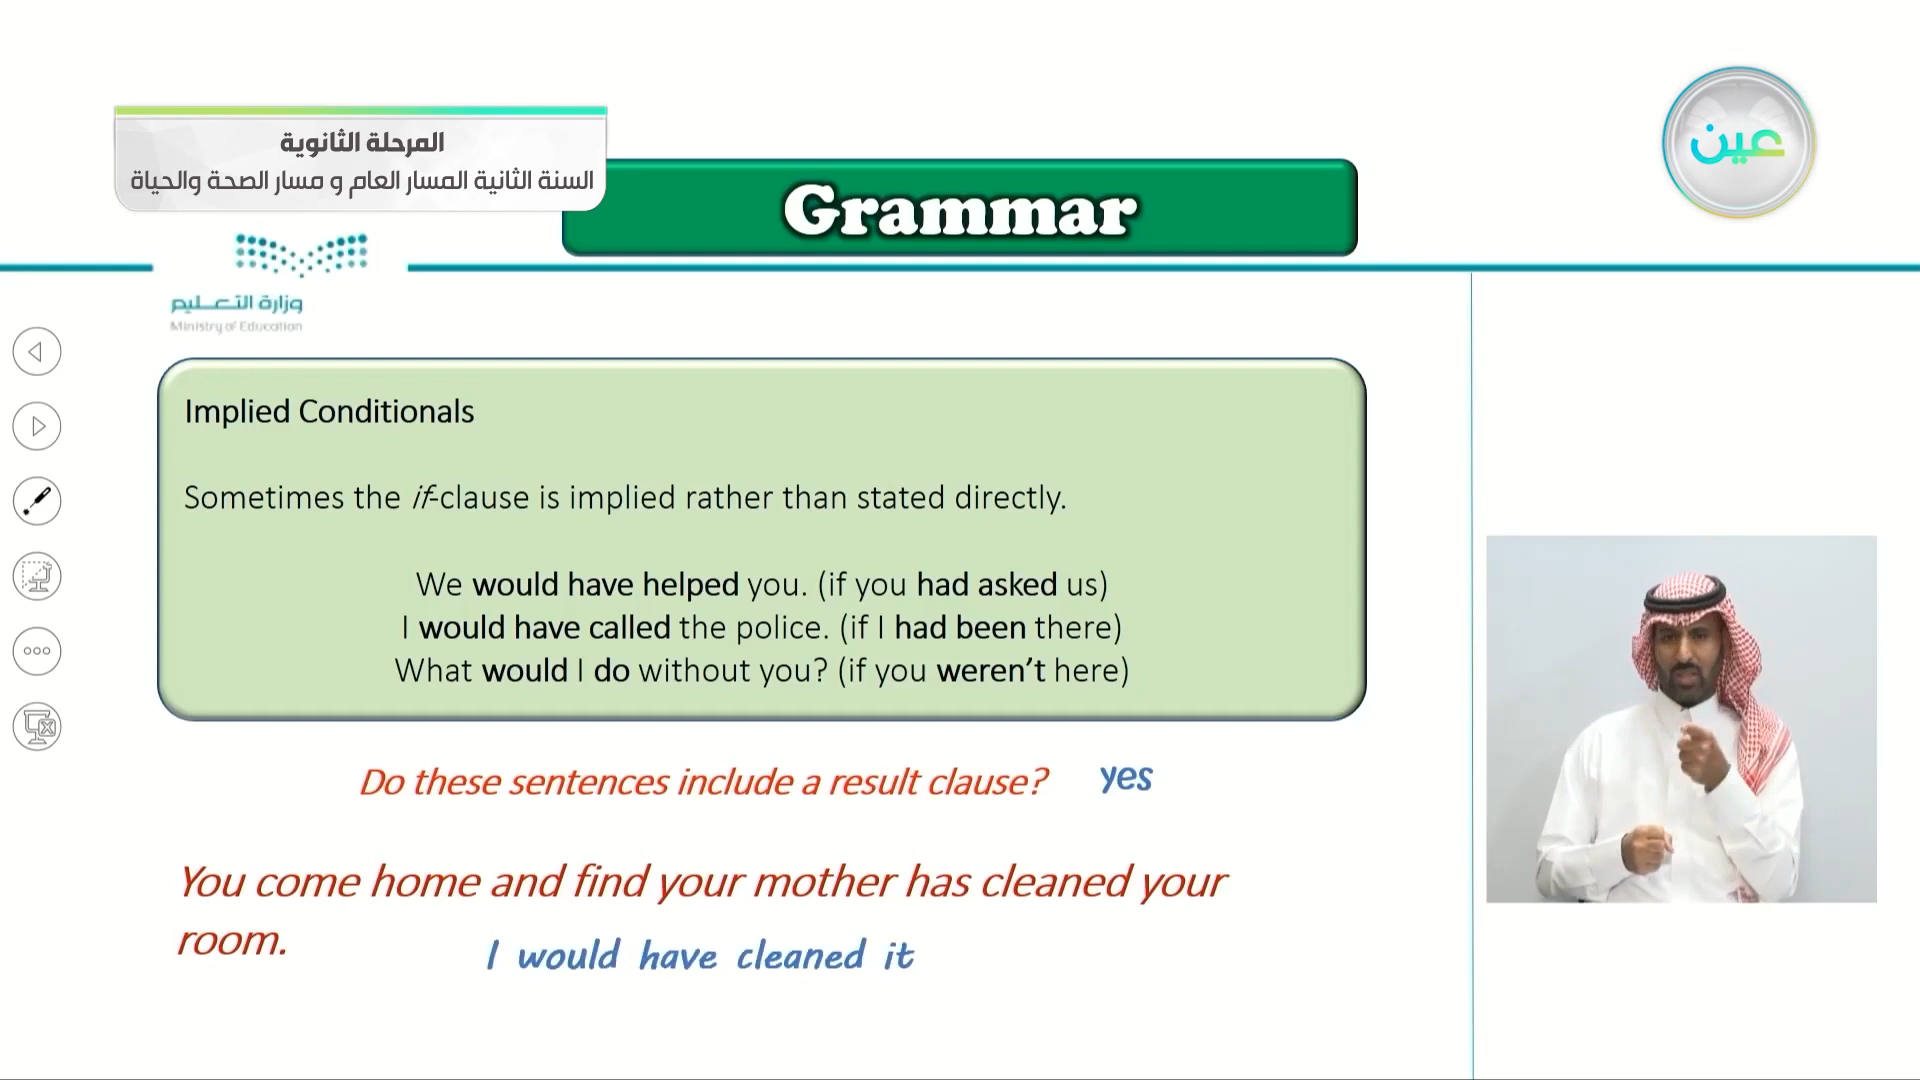 المرحلة الثانوية
السنة الثانية المسار العام و مسار الصحة والحياة
عين
Grammar
وزارة التعليم
Ministry of Education
Implied Conditionals
Sometimes the if-clause is implied rather than stated directly.
We would have helped you. (if you had asked us)
I would have called the police. (if I had been there)
What would I do without you? (if you weren't here)
Do these sentences include a result clause? yes
You come home and find your mother has cleaned your
room.
I would have cleaned it